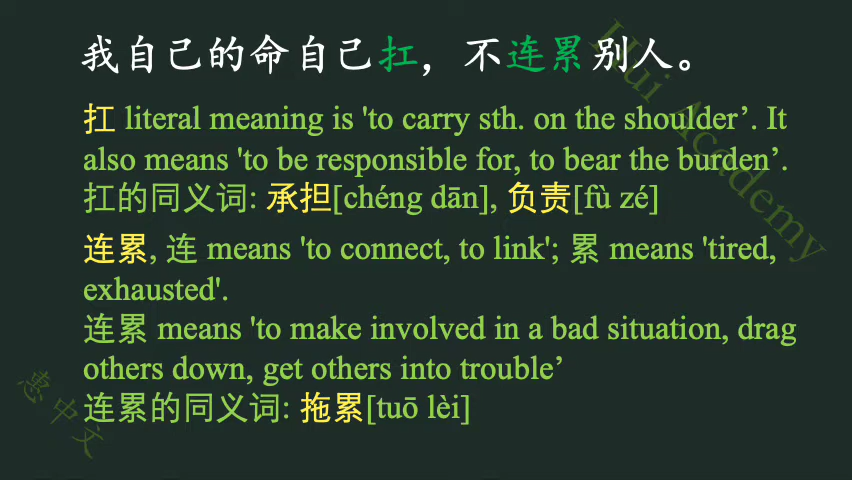 我自己的命自己扛，不连累别人。
扛 literal meaning is 'to carry sth. on the shoulder’. It
also means 'to be responsible for, to bear the burden’.
扛的同义词: 承担[chéng dān], 负责[fù zé]
连累, 连 means 'to connect, to link'; 累 means 'tired,
exhausted'.
连累 means 'to make involved in a bad situation, drag
others down, get others into trouble’
连累的同义词: 拖累[tuō lèi]
Hui Academy
惠中文